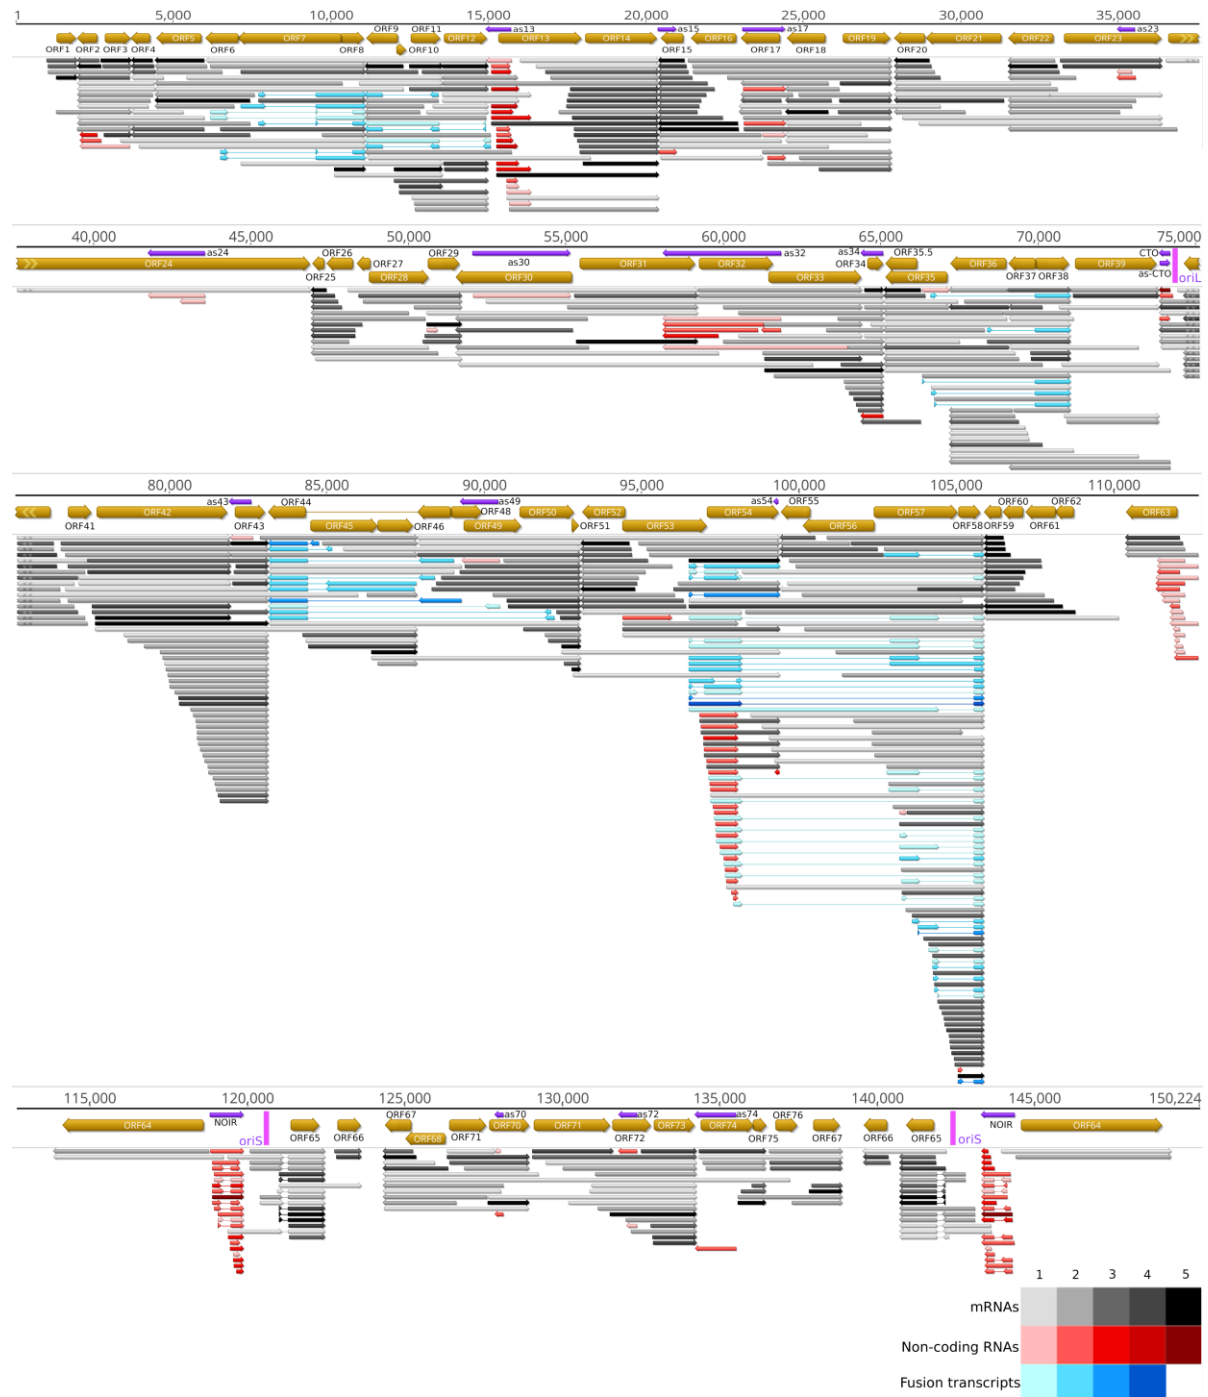 1 5,000 10,000 15,000 20,000 25,000 30,000 35,000
as13 as15 as17 as23
ORF9 ORF11
ORF5 ORF7 ORF12 ORF13 ORF14 ORF16 ORF19 ORF21 ORF22 ORF23
ORF1 ORF2 ORF3 ORF4 ORF6 ORF8 ORF10 ORF15 ORF17 ORF18 ORF20
40,000 45,000 50,000 55,000 60,000 65,000 70,000 75,000
as24 ORF26 ORF29 as30 as32 as34 ORF35.5 CTO
ORF24 ORF27 ORF31 ORF32 ORF34 ORF36 ORF37 ORF38 ORF39 as-CTO
ORF25 ORF28 ORF30 ORF33 ORF35 oriL
80,000 85,000 90,000 95,000 100,000 105,000 110,000
as43 ORF44 as49 as54 ORF55 ORF60 ORF62
ORF42 ORF48 ORF50 ORF52 ORF54 ORF57 ORF63
ORF41 ORF43 ORF45 ORF46 ORF49 ORF51 ORF53 ORF56 ORF58 ORF59 ORF61
115,000 120,000 125,000 130,000 135,000 140,000 145,000 150,224
ORF67 as70 as72 as74 ORF76
ORF64 NOIR ORF70 ORF71 ORF73 ORF74 NOIR ORF64
oriS ORF65 ORF66 ORF68 ORF71 ORF72 ORF75 ORF67 ORF66 ORF65 oriS
1 2 3 4 5
mRNAs
Non-coding RNAs
Fusion transcripts